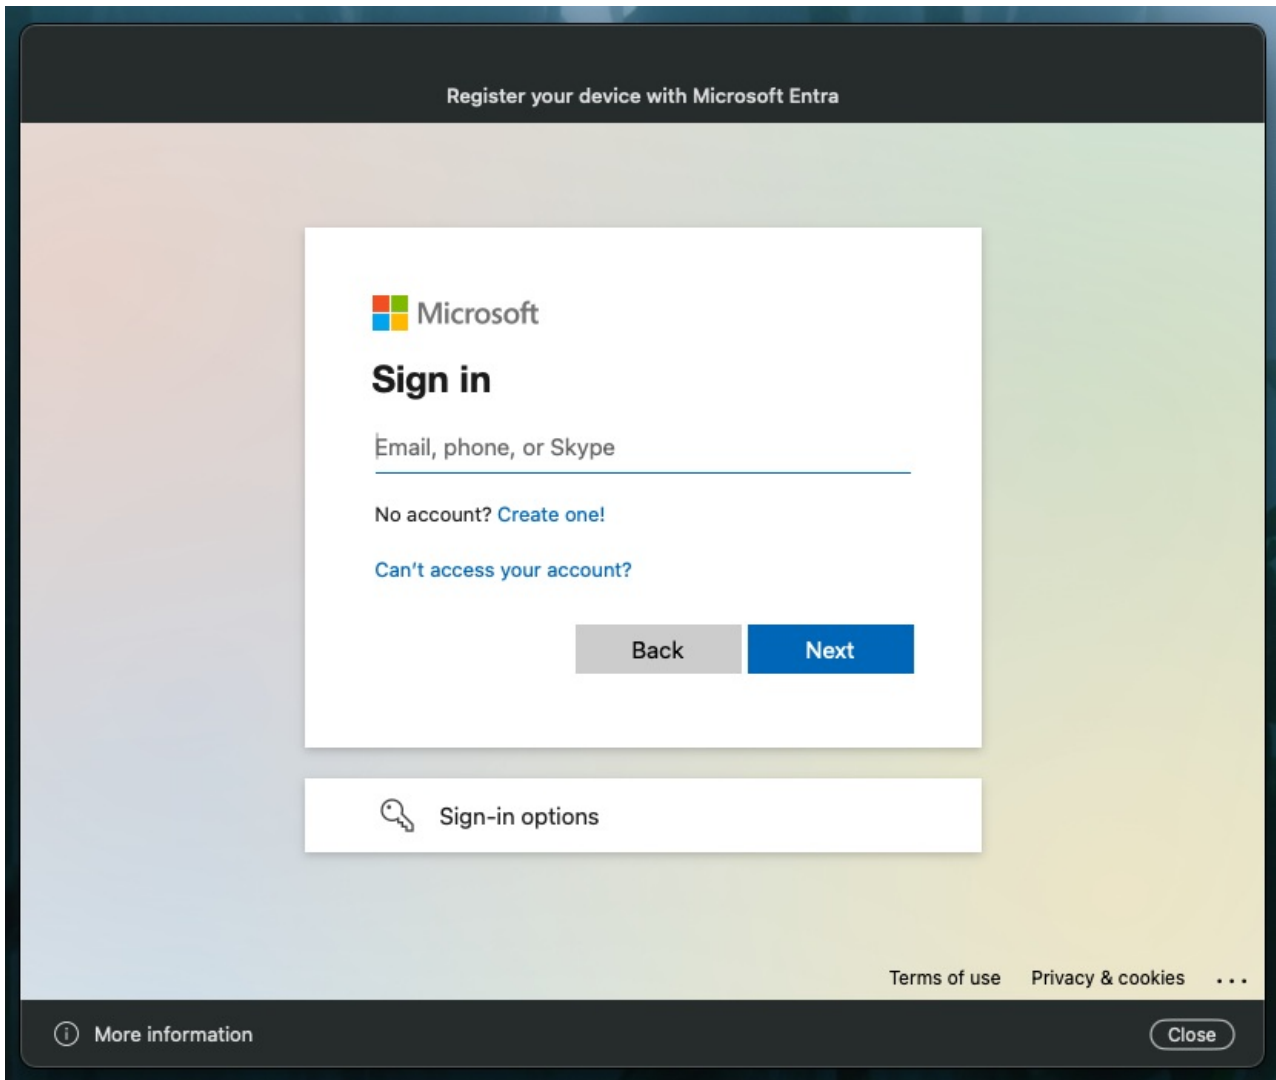 Register your device with Microsoft Entra
Microsoft
Sign in
Email, phone, or Skype
No account? Create one!
Can't access your account?
Back Next
Sign-in options
Terms of use Privacy & cookies ...
More information Close